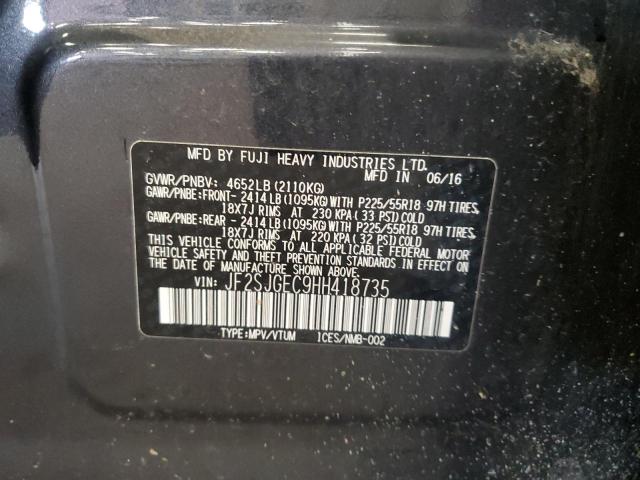 MFD BY FUJI HEAVY INDUSTRIES LTD.
MFD IN 06/16
GVWR/PNBV: 4652LB (2110KG)
GAWR/PNBE: FRONT- 2414LB (1095KG) WITH P225/55R18 97H TIRES,
18X7J RIMS AT 230 KPA (33 PSI) COLD
GAWR/PNBE: REAR - 2414LB (1095KG) WITH P225/55R18 97H TIRES,
18X7J RIMS AT 220 KPA (32 PSI) COLD
THIS VEHICLE CONFORMS TO ALL APPLICABLE FEDERAL MOTOR
VEHICLE SAFETY, BUMPER, AND THEFT PREVENTION STANDARDS
IN EFFECT ON THE DATE OF MANUFACTURE SHOWN ABOVE.
VIN: JF2SJGEC9HH418735
TYPE:MPV/VTUM ICES/NMB-002